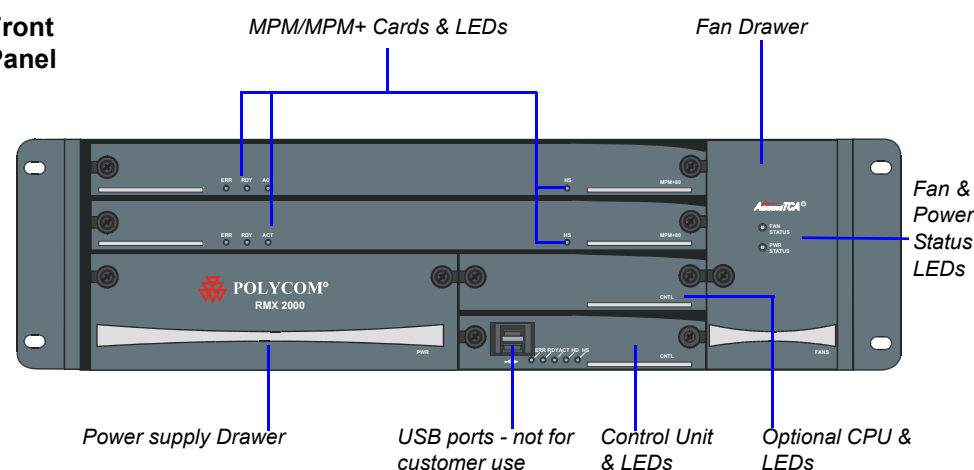 Front
Panel
MPM/MPM+ Cards & LEDs
Fan Drawer
ERR RDY ACT
HS
MPM+80
ERR RDY ACT
HS
MPM+80
FAN
STATUS
PWR
STATUS
Fan &
Power
Status
LEDs
POLYCOM®
RMX 2000
CNTL
PWR
ERR RDY ACT HD HS
CNTL
FANS
Power supply Drawer
USB ports - not for
customer use
Control Unit
& LEDs
Optional CPU &
LEDs